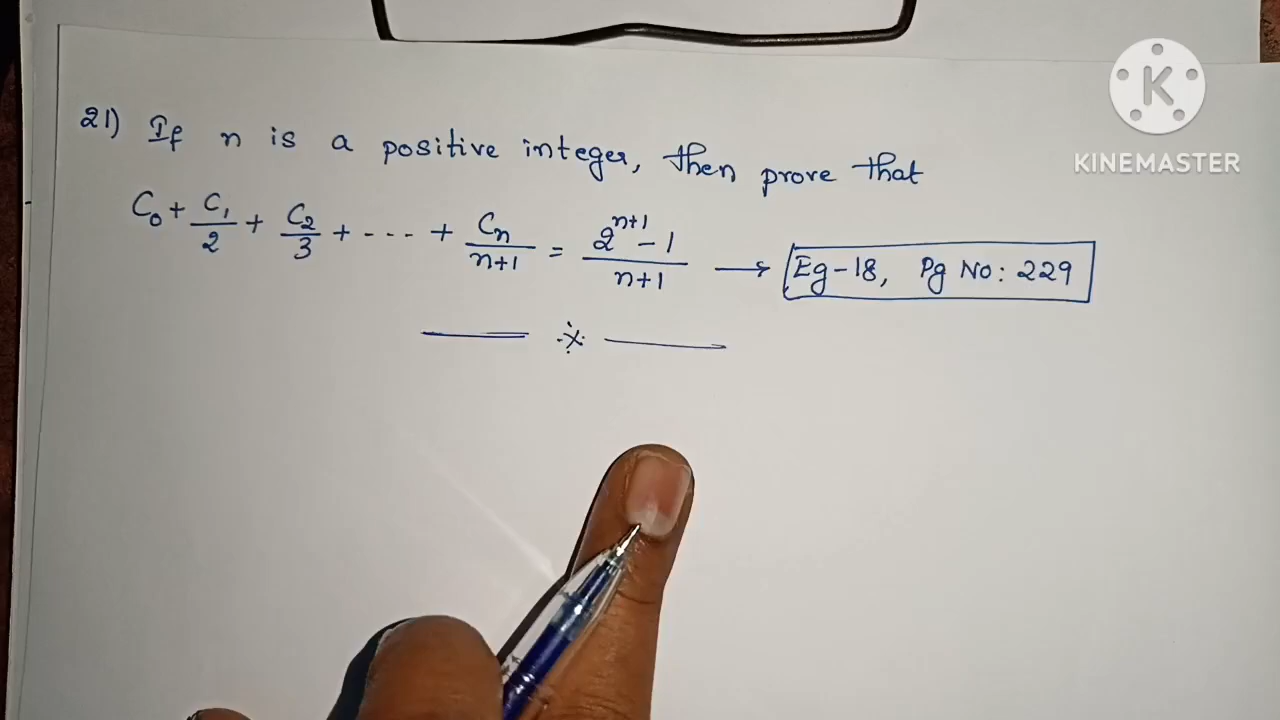 21) If n is a positive integer, then prove that
C₀ + C₁/2 + C₂/3 + ---- + Cₙ/n+1 = 2ⁿ⁺¹ - 1/n+1 → Eg-18, Pg No: 229
KINEMASTER